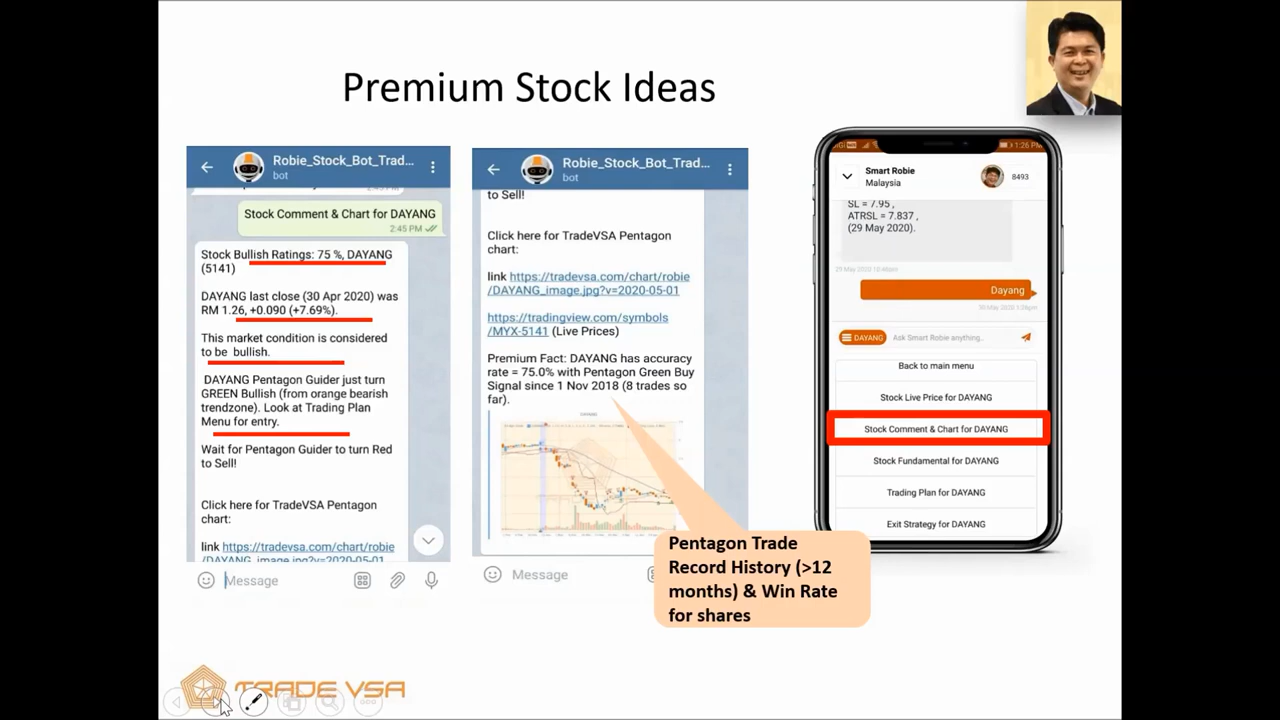 Premium Stock Ideas
Robie_Stock_Bot_Trad...
bot
Stock Comment & Chart for DAYANG
2:45 PM
Stock Bullish Ratings: 75 %, DAYANG
(5141)
DAYANG last close (30 Apr 2020) was
RM 1.26, +0.090 (+7.69%).
This market condition is considered
to be bullish.
DAYANG Pentagon Guider just turn
GREEN Bullish (from orange bearish
trendzone). Look at Trading Plan
Menu for entry.
Wait for Pentagon Guider to turn Red
to Sell!
Click here for TradeVSA Pentagon
chart:
link https://tradevsa.com/chart/robie
/DAYANG_image.jpg?v=2020-05-01
Message
Robie_Stock_Bot_Trad...
bot
to Sell!
Click here for TradeVSA Pentagon
chart:
link https://tradevsa.com/chart/robie
/DAYANG_image.jpg?v=2020-05-01
https://tradingview.com/symbols
/MYX-5141 (Live Prices)
Premium Fact: DAYANG has accuracy
rate = 75.0% with Pentagon Green Buy
Signal since 1 Nov 2018 (8 trades so
far).
DAYANG
Message
Pentagon Trade
Record History (>12
months) & Win Rate
for shares
1:26 PM
Smart Robie
Malaysia
8493
SL = 7.95 ,
ATRSL = 7.837 ,
(29 May 2020).
Dayang
DAYANG Ask Smart Robie anything..
Back to main menu
Stock Live Price for DAYANG
Stock Comment & Chart for DAYANG
Stock Fundamental for DAYANG
Trading Plan for DAYANG
Exit Strategy for DAYANG
TRADE VSA